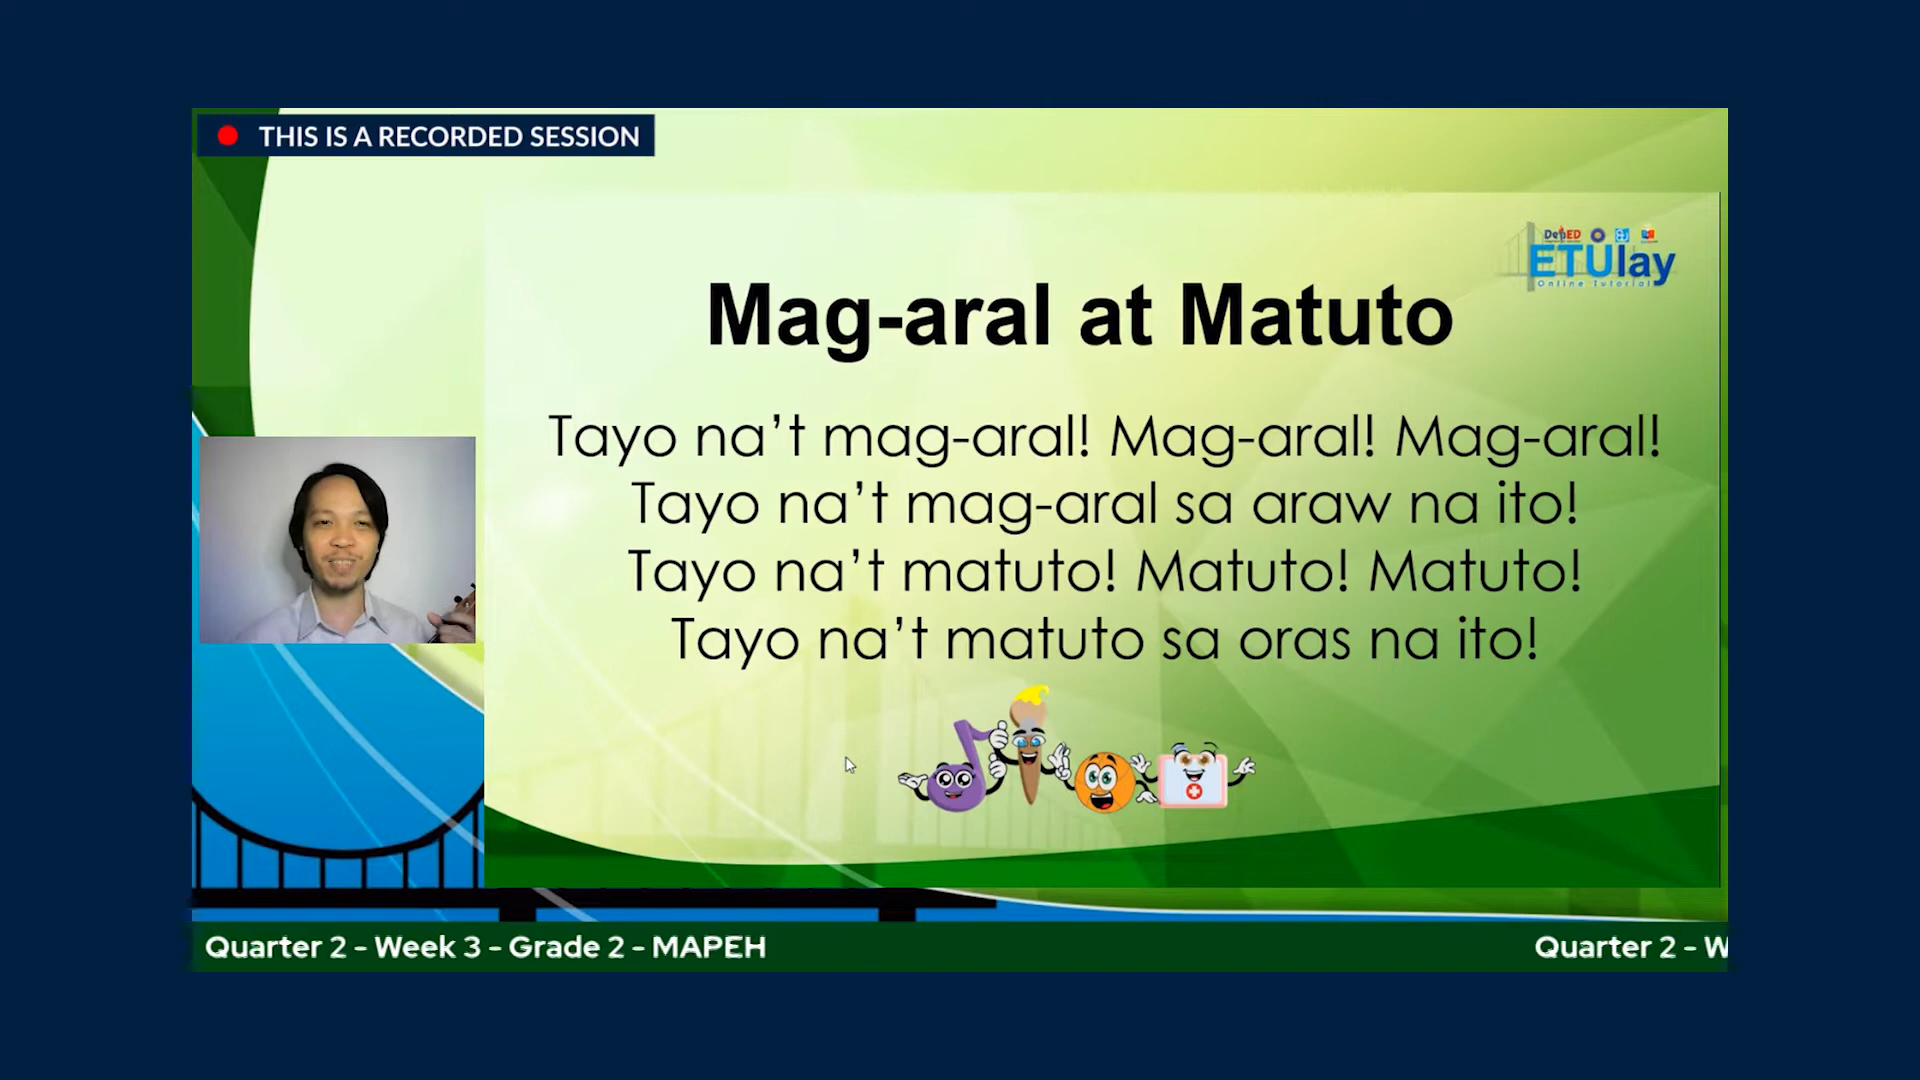 THIS IS A RECORDED SESSION
DepED
ETUlay
Online Tutorial
Mag-aral at Matuto
Tayo na’t mag-aral! Mag-aral! Mag-aral!
Tayo na’t mag-aral sa araw na ito!
Tayo na’t matuto! Matuto! Matuto!
Tayo na’t matuto sa oras na ito!
Quarter 2 - Week 3 - Grade 2 - MAPEH
Quarter 2 - W